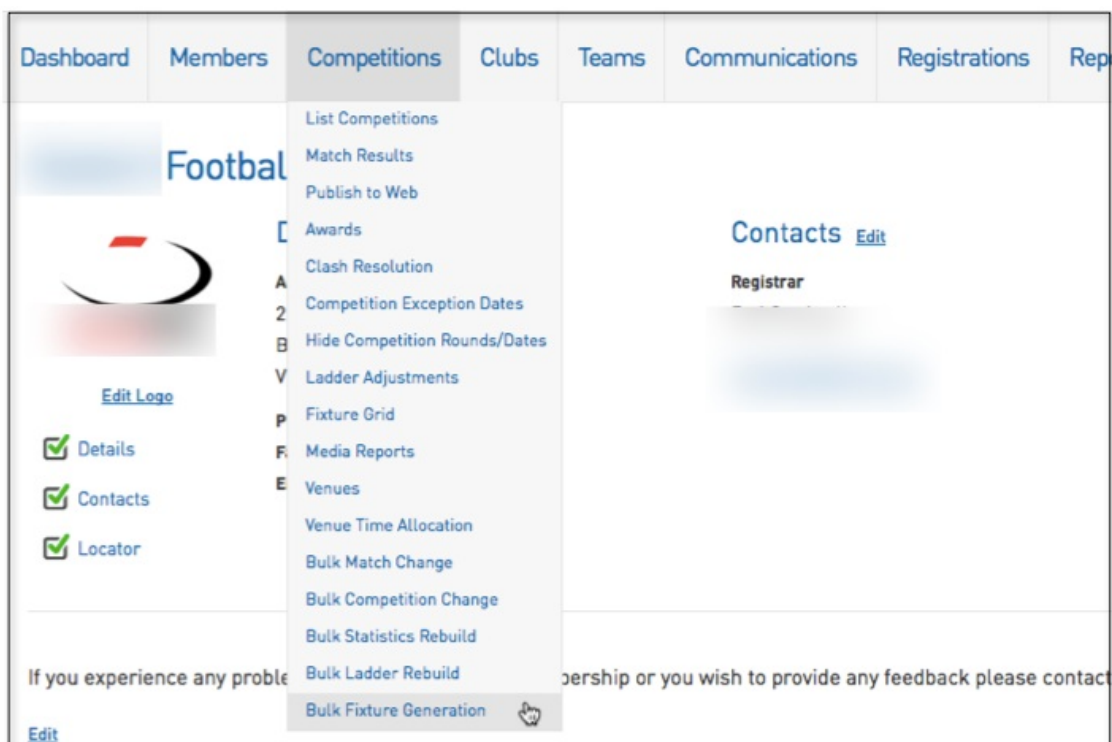 Dashboard Members Competitions Clubs Teams Communications Registrations Rep
List Competitions
Match Results
Publish to Web
Awards
Clash Resolution
Competition Exception Dates
Hide Competition Rounds/Dates
Ladder Adjustments
Fixture Grid
Media Reports
Venues
Venue Time Allocation
Bulk Match Change
Bulk Competition Change
Bulk Statistics Rebuild
Bulk Ladder Rebuild
Bulk Fixture Generation
Footbal
Edit Logo
Details
Contacts
Locator
D
A
2
B
V
P
Fa
E
Contacts Edit
Registrar
If you experience any proble bership or you wish to provide any feedback please contact
Edit